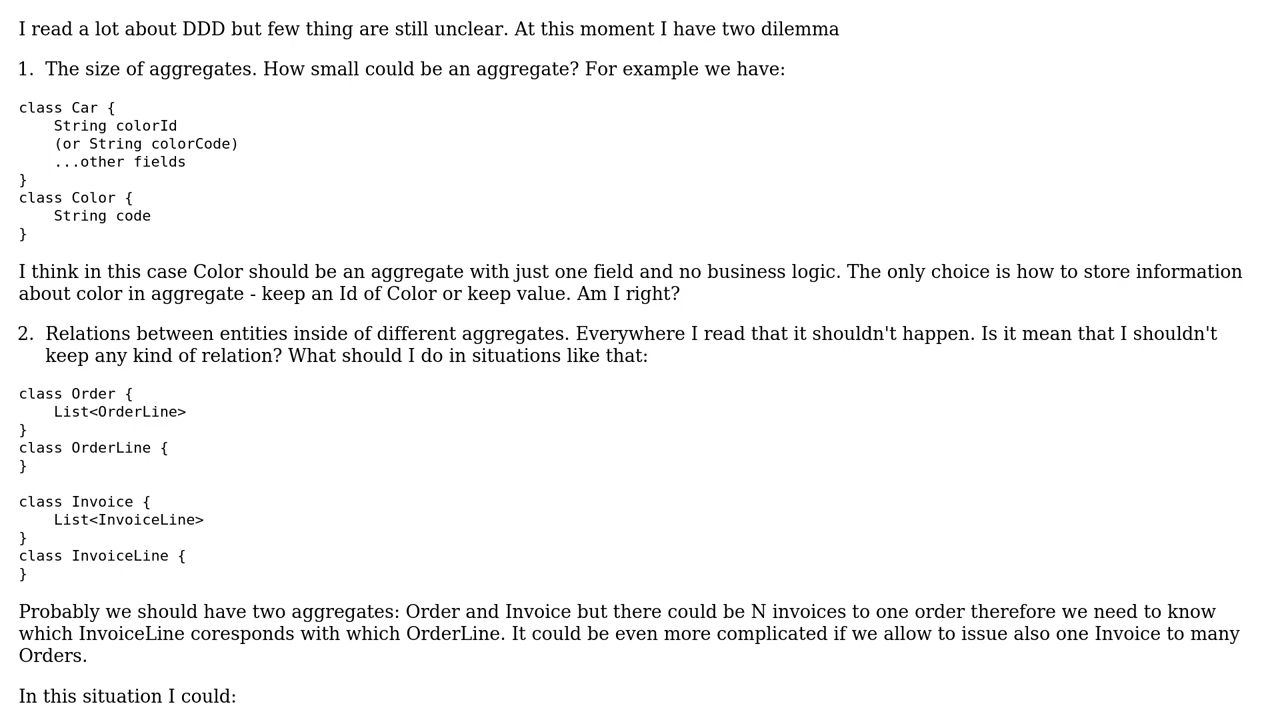 I read a lot about DDD but few thing are still unclear. At this moment I have two dilemma
1. The size of aggregates. How small could be an aggregate? For example we have:
class Car {
    String colorId
    (or String colorCode)
    ...other fields
}
class Color {
    String code
}
I think in this case Color should be an aggregate with just one field and no business logic. The only choice is how to store information
about color in aggregate - keep an Id of Color or keep value. Am I right?
2. Relations between entities inside of different aggregates. Everywhere I read that it shouldn't happen. Is it mean that I shouldn't
keep any kind of relation? What should I do in situations like that:
class Order {
    List<OrderLine>
}
class OrderLine {
}
class Invoice {
    List<InvoiceLine>
}
class InvoiceLine {
}
Probably we should have two aggregates: Order and Invoice but there could be N invoices to one order therefore we need to know
which InvoiceLine coresponds with which OrderLine. It could be even more complicated if we allow to issue also one Invoice to many
Orders.
In this situation I could: